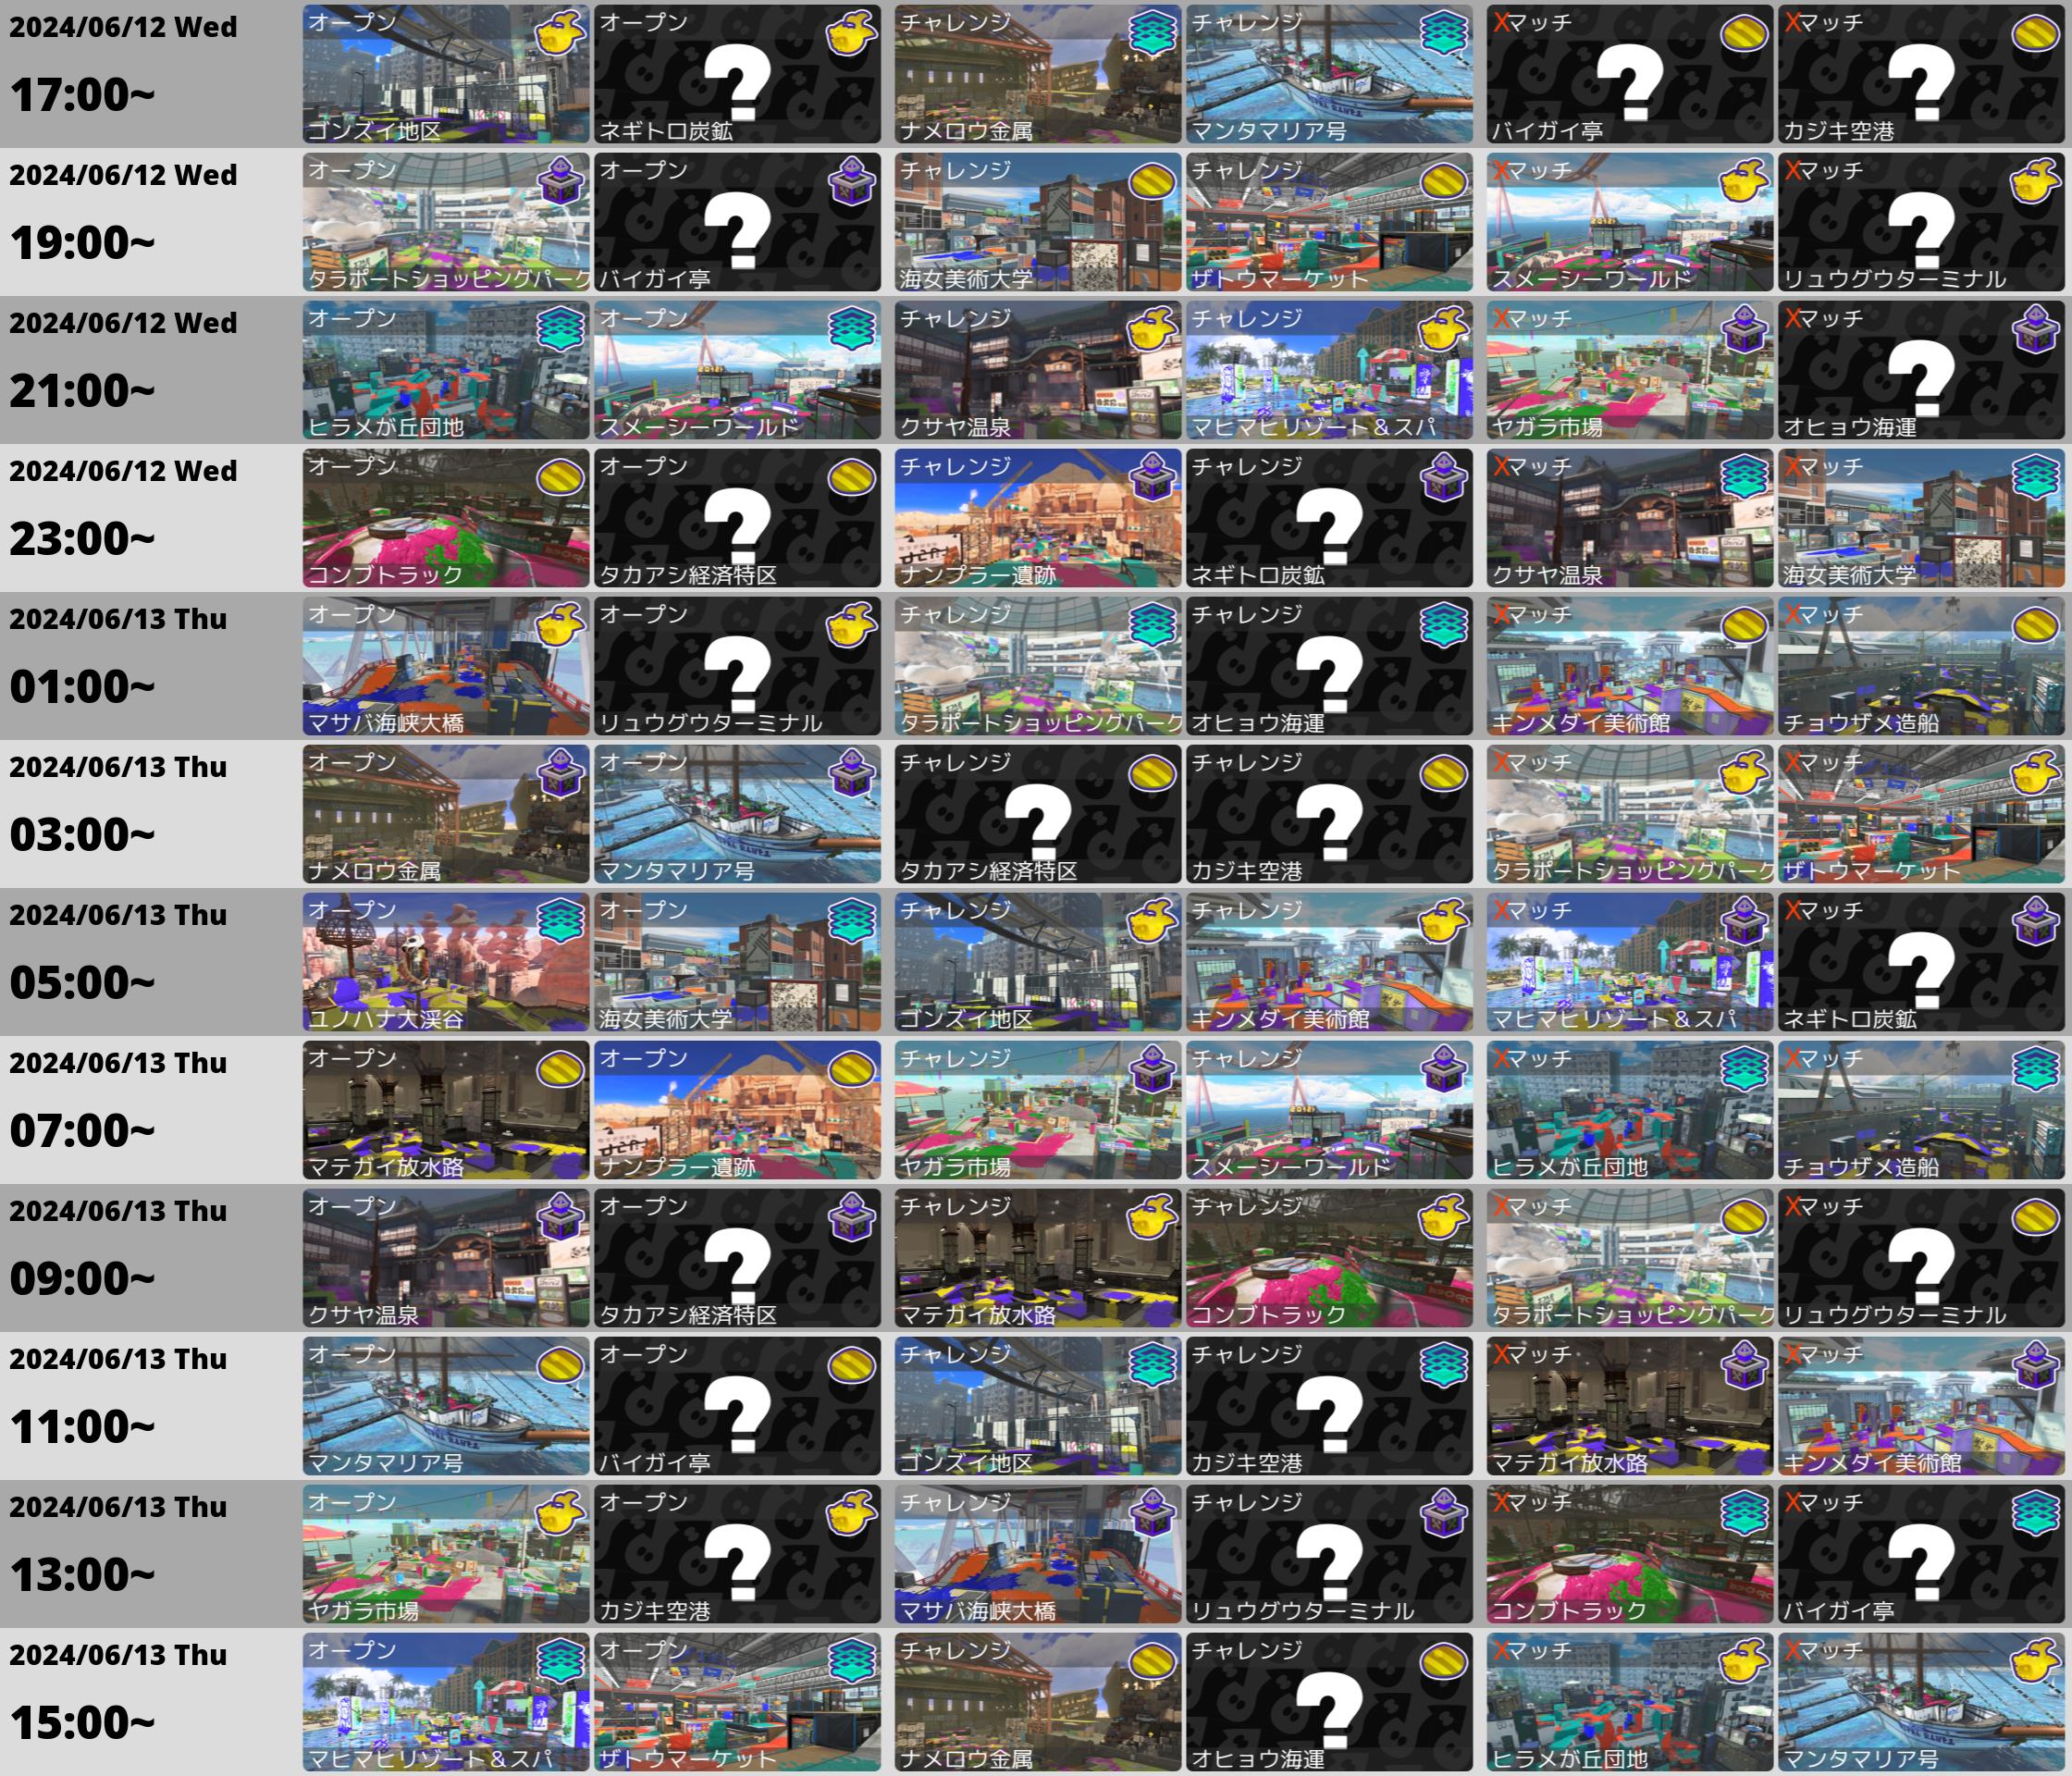 2024/06/12 Wed
17:00~
オープン
ゴンズイ地区
オープン
ネギトロ炭鉱
チャレンジ
ナメロウ金属
チャレンジ
マンタマリア号
Xマッチ
バイガイ亭
Xマッチ
カジキ空港
2024/06/12 Wed
19:00~
オープン
タラポートショッピングパーク
オープン
バイガイ亭
チャレンジ
海女美術大学
チャレンジ
ザトウマーケット
Xマッチ
スメーシーワールド
Xマッチ
リュウグウターミナル
2024/06/12 Wed
21:00~
オープン
ヒラメが丘団地
オープン
スメーシーワールド
チャレンジ
クサヤ温泉
チャレンジ
マヒマヒリゾート＆スパ
Xマッチ
ヤガラ市場
Xマッチ
オヒョウ海運
2024/06/12 Wed
23:00~
オープン
コンブトラック
オープン
タカアシ経済特区
チャレンジ
ナンプラー遺跡
チャレンジ
ネギトロ炭鉱
Xマッチ
クサヤ温泉
Xマッチ
海女美術大学
2024/06/13 Thu
01:00~
オープン
マサバ海峡大橋
オープン
リュウグウターミナル
チャレンジ
タラポートショッピングパーク
チャレンジ
オヒョウ海運
Xマッチ
キンメダイ美術館
Xマッチ
チョウザメ造船
2024/06/13 Thu
03:00~
オープン
ナメロウ金属
オープン
マンタマリア号
チャレンジ
タカアシ経済特区
チャレンジ
カジキ空港
Xマッチ
タラポートショッピングパーク
Xマッチ
ザトウマーケット
2024/06/13 Thu
05:00~
オープン
ユノハナ大渓谷
オープン
海女美術大学
チャレンジ
ゴンズイ地区
チャレンジ
キンメダイ美術館
Xマッチ
マヒマヒリゾート＆スパ
Xマッチ
ネギトロ炭鉱
2024/06/13 Thu
07:00~
オープン
マテガイ放水路
オープン
ナンプラー遺跡
チャレンジ
ヤガラ市場
チャレンジ
スメーシーワールド
Xマッチ
ヒラメが丘団地
Xマッチ
チョウザメ造船
2024/06/13 Thu
09:00~
オープン
クサヤ温泉
オープン
タカアシ経済特区
チャレンジ
マテガイ放水路
チャレンジ
コンブトラック
Xマッチ
タラポートショッピングパーク
Xマッチ
リュウグウターミナル
2024/06/13 Thu
11:00~
オープン
マンタマリア号
オープン
バイガイ亭
チャレンジ
ゴンズイ地区
チャレンジ
カジキ空港
Xマッチ
マテガイ放水路
Xマッチ
キンメダイ美術館
2024/06/13 Thu
13:00~
オープン
ヤガラ市場
オープン
カジキ空港
チャレンジ
マサバ海峡大橋
チャレンジ
リュウグウターミナル
Xマッチ
コンブトラック
Xマッチ
バイガイ亭
2024/06/13 Thu
15:00~
オープン
マヒマヒリゾート＆スパ
オープン
ザトウマーケット
チャレンジ
ナメロウ金属
チャレンジ
オヒョウ海運
Xマッチ
ヒラメが丘団地
Xマッチ
マンタマリア号